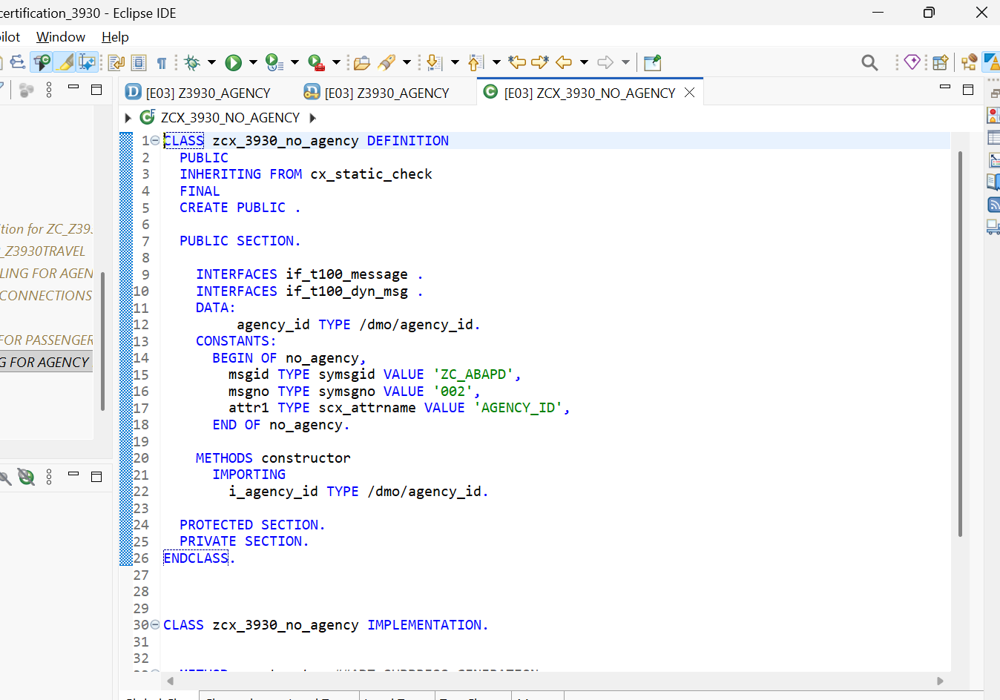 certification_3930 - Eclipse IDE
Window Help
[E03] Z3930_AGENCY [E03] Z3930_AGENCY [E03] ZCX_3930_NO_AGENCY
ZCX_3930_NO_AGENCY
1 CLASS zcx_3930_no_agency DEFINITION
2 PUBLIC
3 INHERITING FROM cx_static_check
4 FINAL
5 CREATE PUBLIC .
6
7 PUBLIC SECTION.
8
9 INTERFACES if_t100_message .
10 INTERFACES if_t100_dyn_msg .
11 DATA:
12 agency_id TYPE /dmo/agency_id.
13 CONSTANTS:
14 BEGIN OF no_agency,
15 msgid TYPE symsgid VALUE 'ZC_ABAPD',
16 msgno TYPE symsgno VALUE '002',
17 attr1 TYPE scx_attrname VALUE 'AGENCY_ID',
18 END OF no_agency.
19
20 METHODS constructor
21 IMPORTING
22 i_agency_id TYPE /dmo/agency_id.
23
24 PROTECTED SECTION.
25 PRIVATE SECTION.
26 ENDCLASS.
27
28
29
30 CLASS zcx_3930_no_agency IMPLEMENTATION.
31
32
tion for ZC_Z39
_Z3930TRAVEL
LING FOR AGEN
CONNECTIONS
FOR PASSENGER
G FOR AGENCY